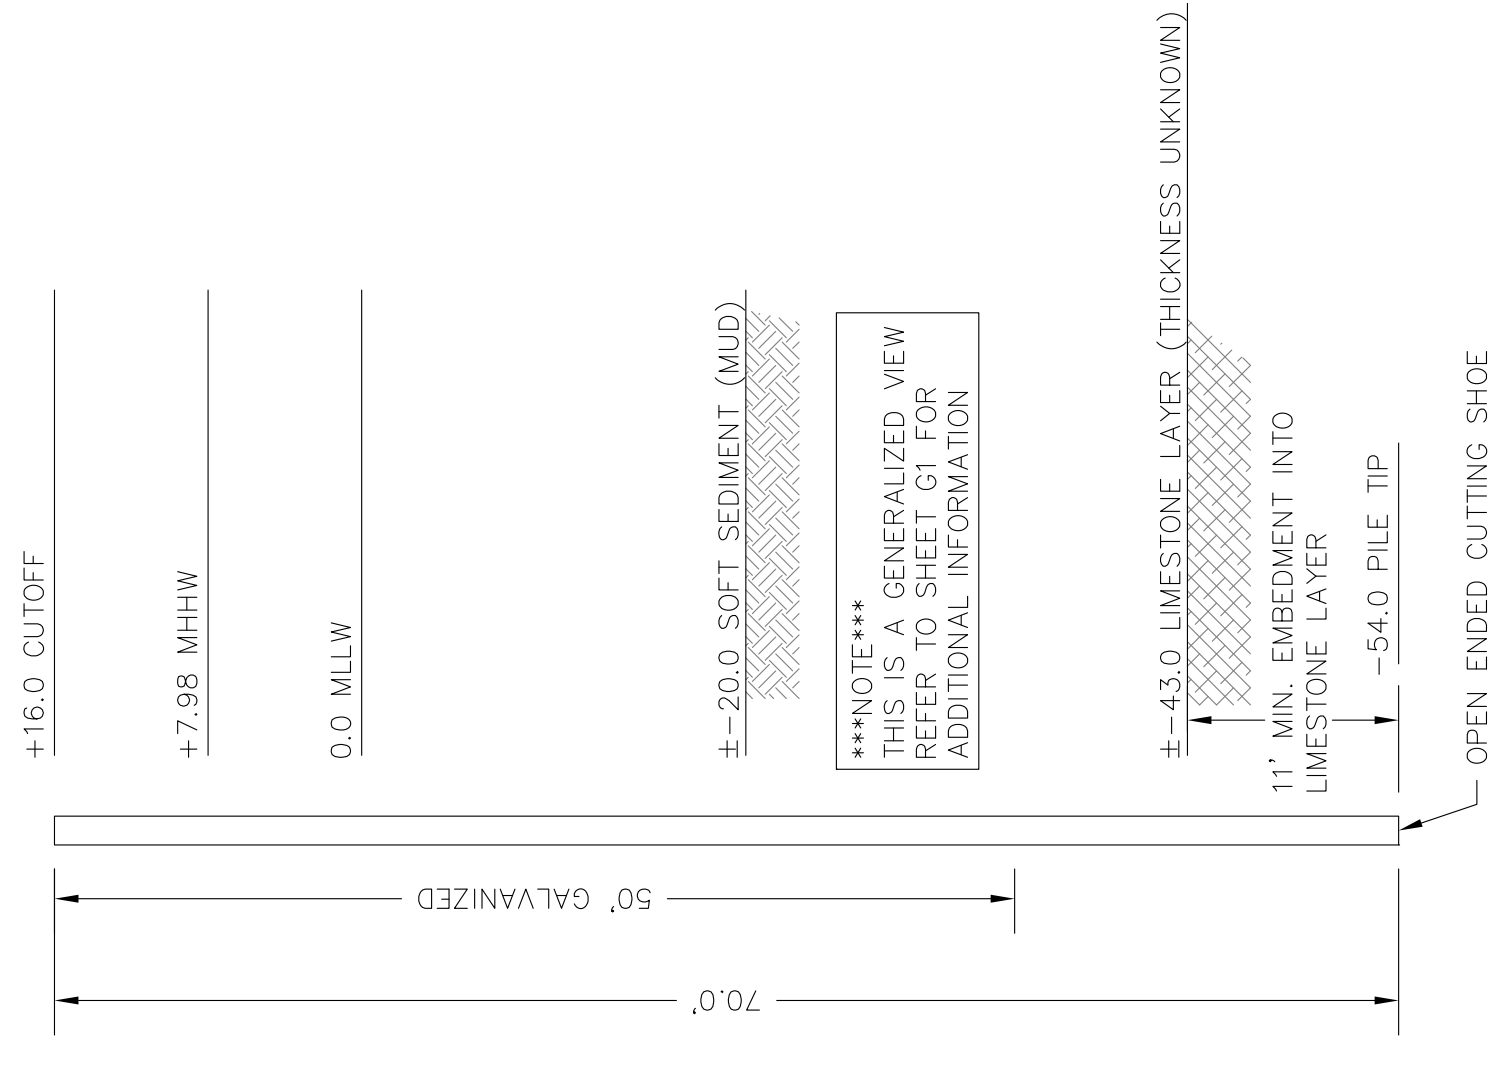 +16.0 CUTOFF
+7.98 MHHW
0.0 MLLW
±-20.0 SOFT SEDIMENT (MUD)
***NOTE***
THIS IS A GENERALIZED VIEW
REFER TO SHEET G1 FOR
ADDITIONAL INFORMATION
±-43.0 LIMESTONE LAYER (THICKNESS UNKNOWN)
11' MIN. EMBEDMENT INTO
LIMESTONE LAYER
-54.0 PILE TIP
OPEN ENDED CUTTING SHOE
50' GALVANIZED
70.0'